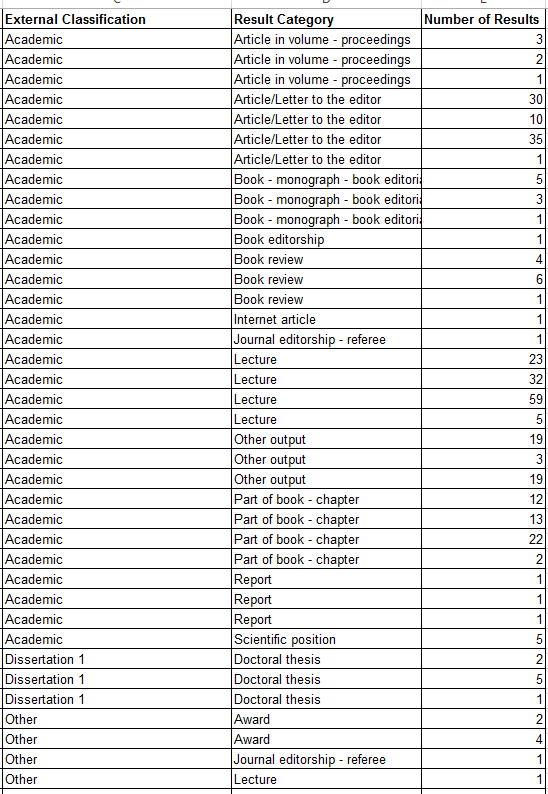 External Classification Result Category Number of Results
Academic Article in volume - proceedings 3
Academic Article in volume - proceedings 2
Academic Article in volume - proceedings 1
Academic Article/Letter to the editor 30
Academic Article/Letter to the editor 10
Academic Article/Letter to the editor 35
Academic Article/Letter to the editor 1
Academic Book - monograph - book editori 5
Academic Book - monograph - book editori 3
Academic Book - monograph - book editori 1
Academic Book editorship 1
Academic Book review 4
Academic Book review 6
Academic Book review 1
Academic Internet article 1
Academic Journal editorship - referee 1
Academic Lecture 23
Academic Lecture 32
Academic Lecture 59
Academic Lecture 5
Academic Other output 19
Academic Other output 3
Academic Other output 19
Academic Part of book - chapter 12
Academic Part of book - chapter 13
Academic Part of book - chapter 22
Academic Part of book - chapter 2
Academic Report 1
Academic Report 1
Academic Report 1
Academic Scientific position 5
Dissertation 1 Doctoral thesis 2
Dissertation 1 Doctoral thesis 5
Dissertation 1 Doctoral thesis 1
Other Award 2
Other Award 4
Other Journal editorship - referee 1
Other Lecture 1